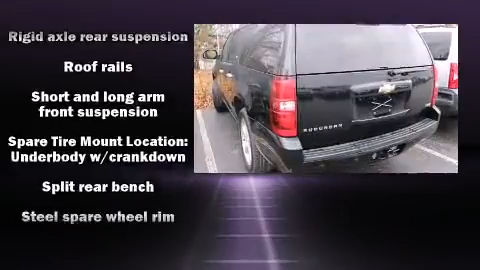 Rigid axle rear suspension
Roof rails
Short and long arm
front suspension
Spare Tire Mount Location:
Underbody w/crankdown
Split rear bench
Steel spare wheel rim
SUBURBAN